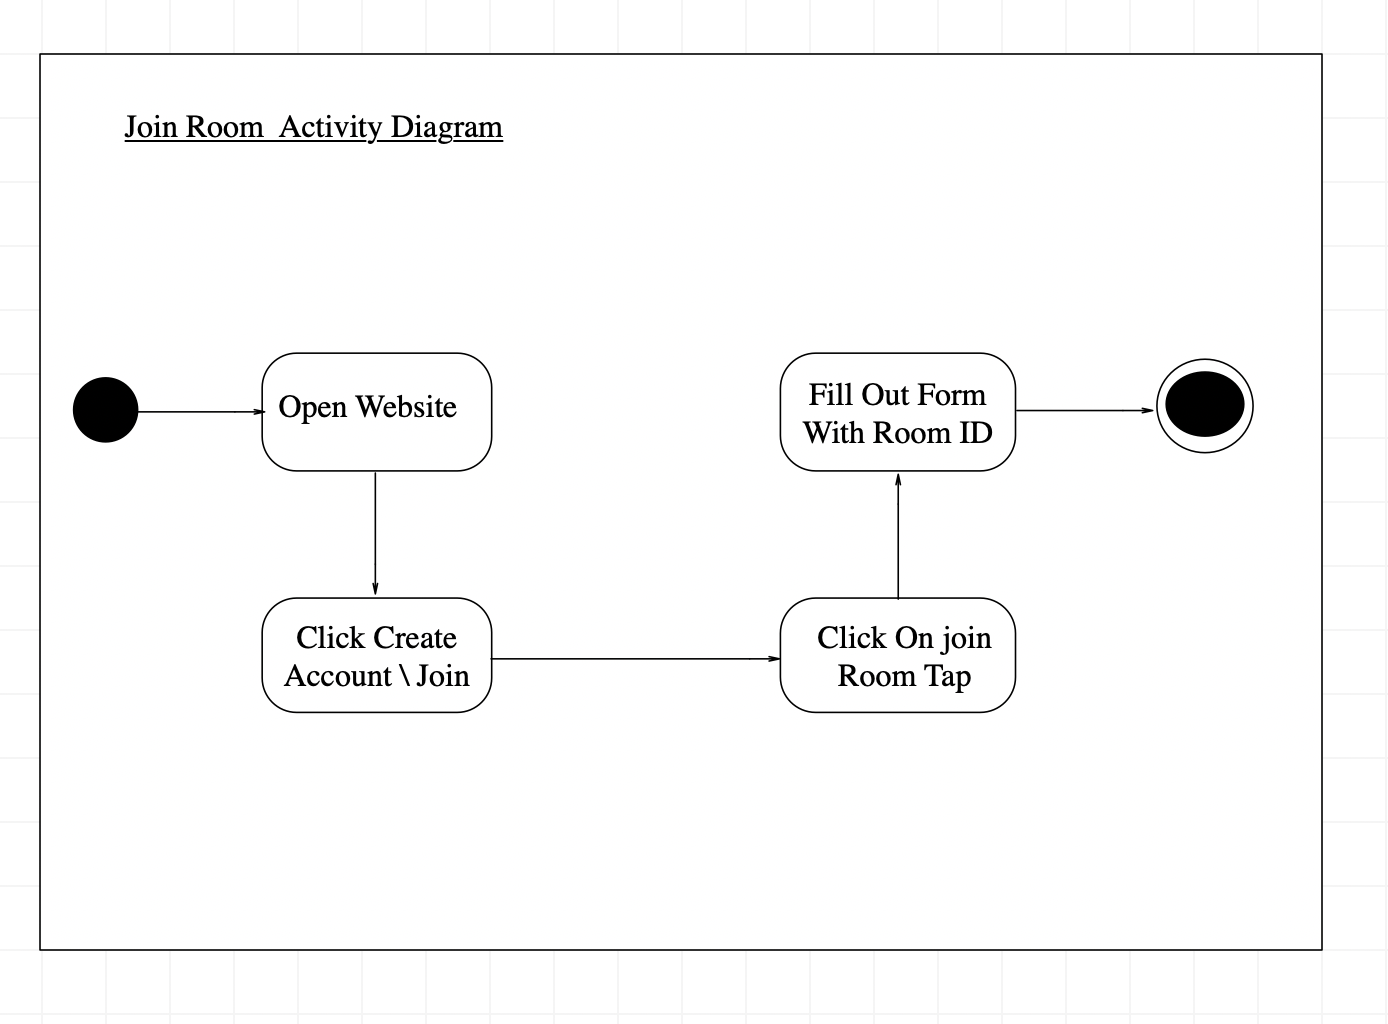 Join Room  Activity Diagram
Open Website
Fill Out Form
With Room ID
Click Create
Account \ Join
Click On join
Room Tap